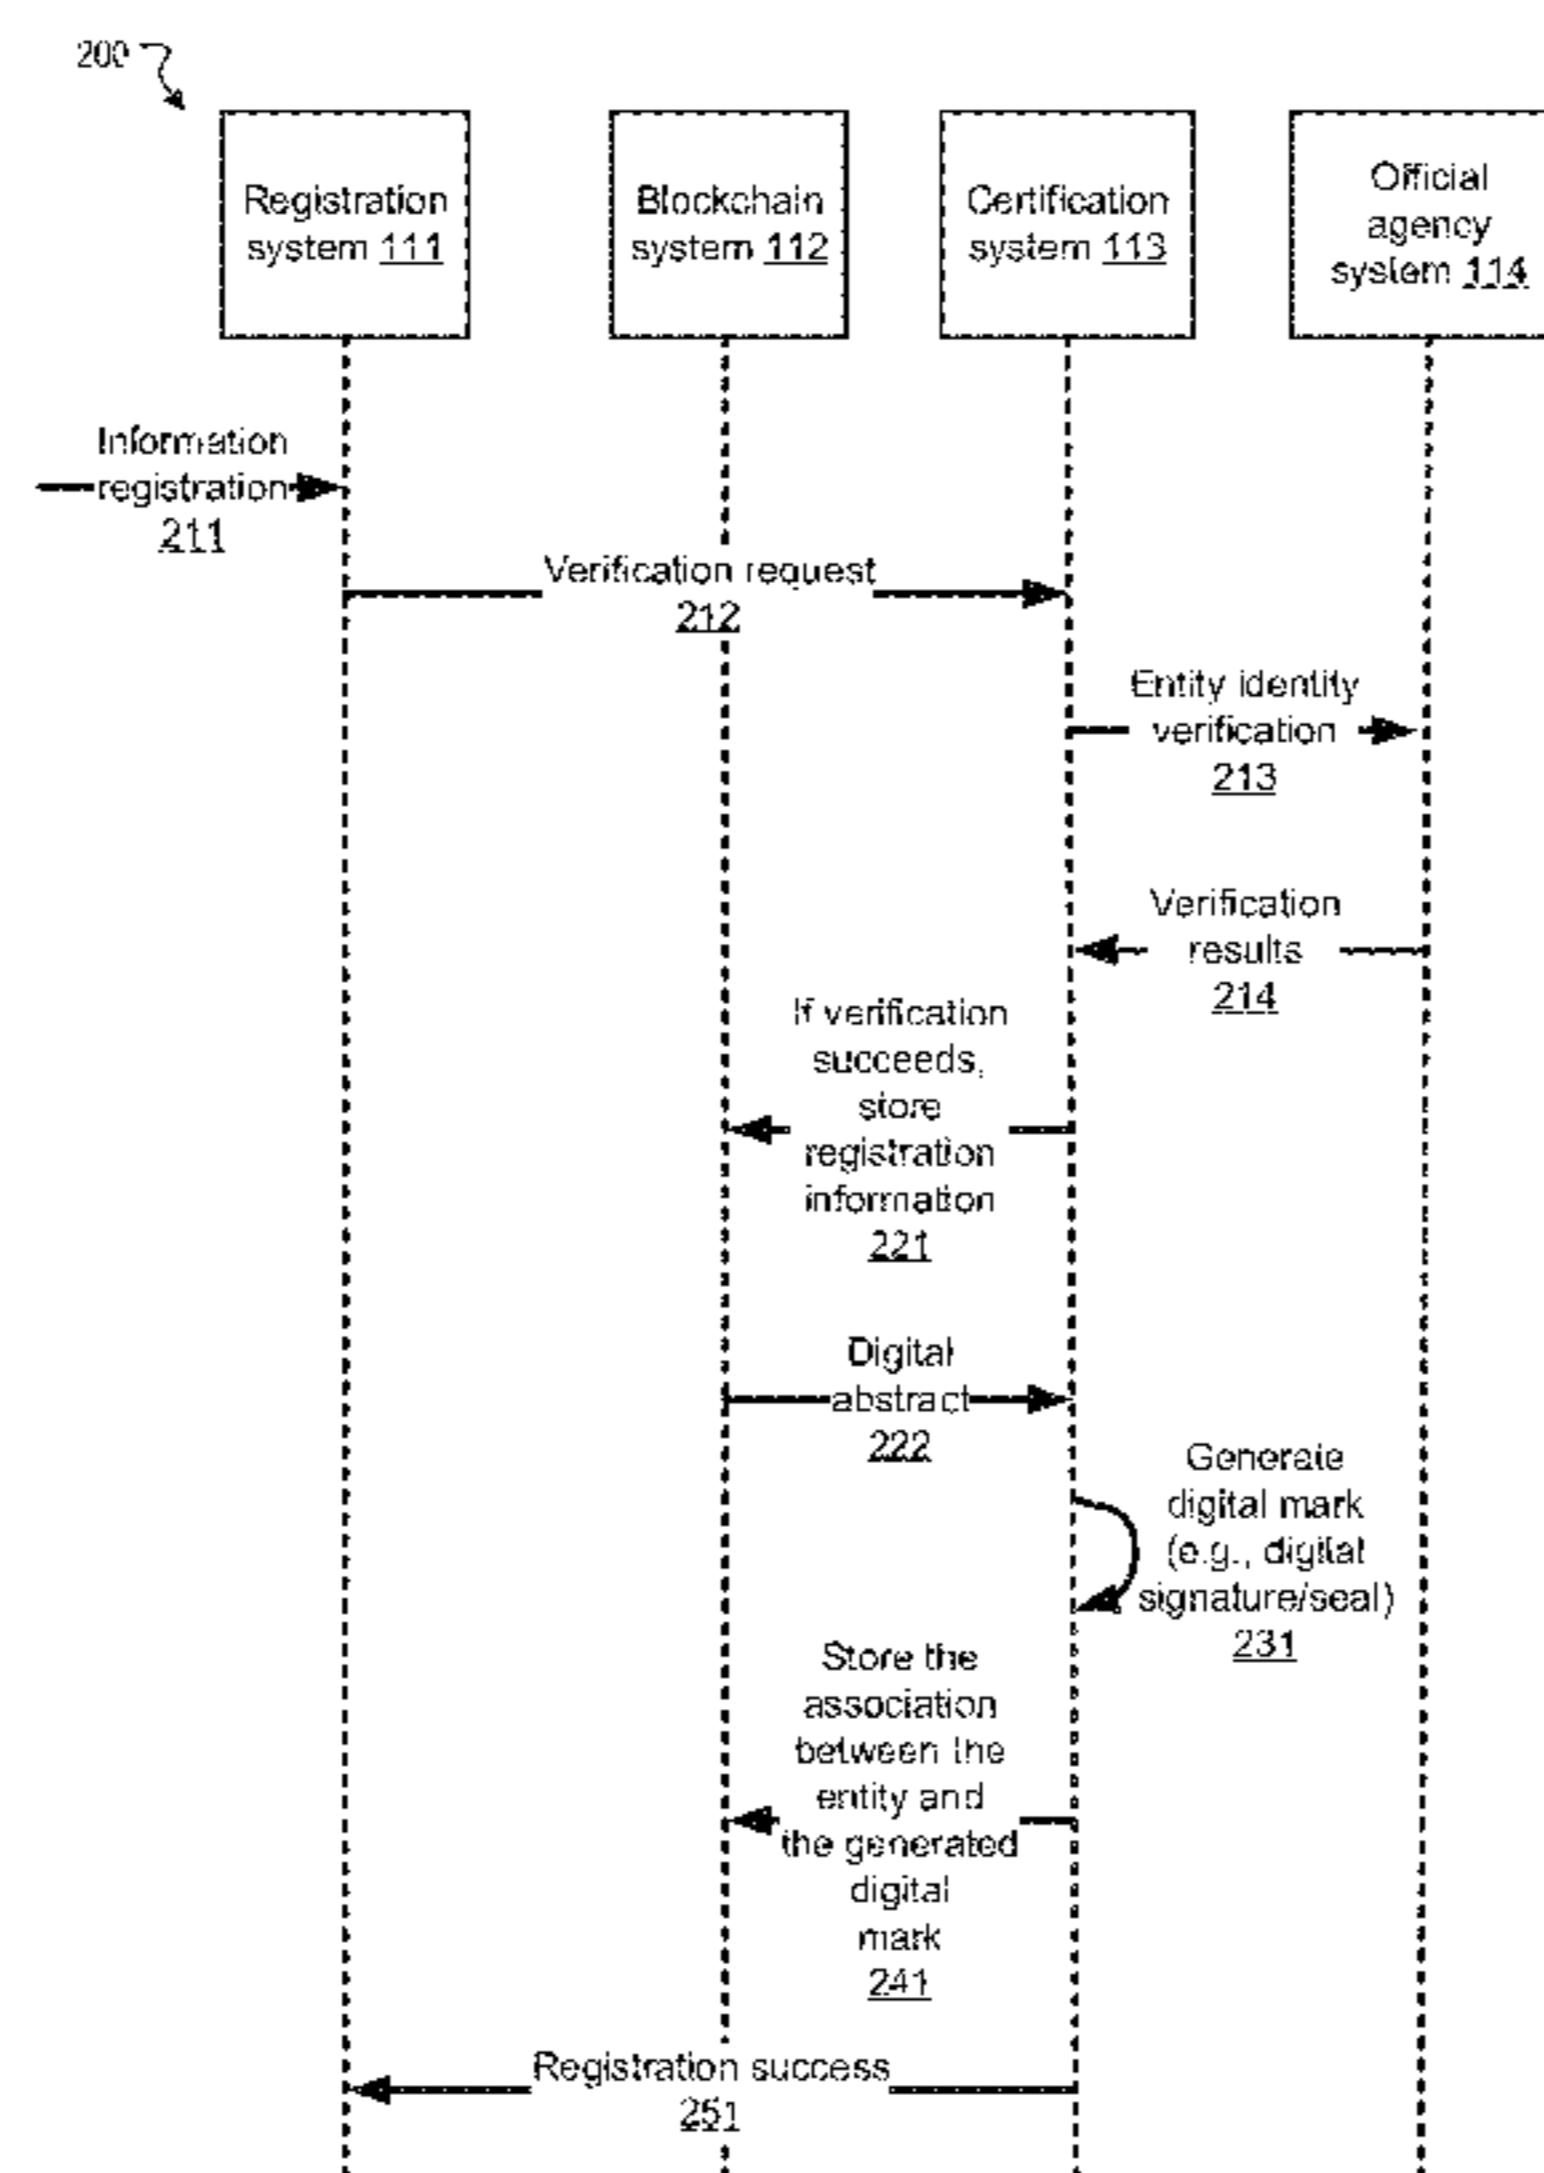 200
Registration
system 111
Blockchain
system 112
Certification
system 113
Official
agency
system 114
Information
registration
211
Verification request
212
Entity identity
verification
213
Verification
results
214
If verification
succeeds,
store
registration
information
221
Digital
abstract
222
Generate
digital mark
(e.g., digital
signature/seal)
231
Store the
association
between the
entity and
the generated
digital
mark
241
Registration success
251